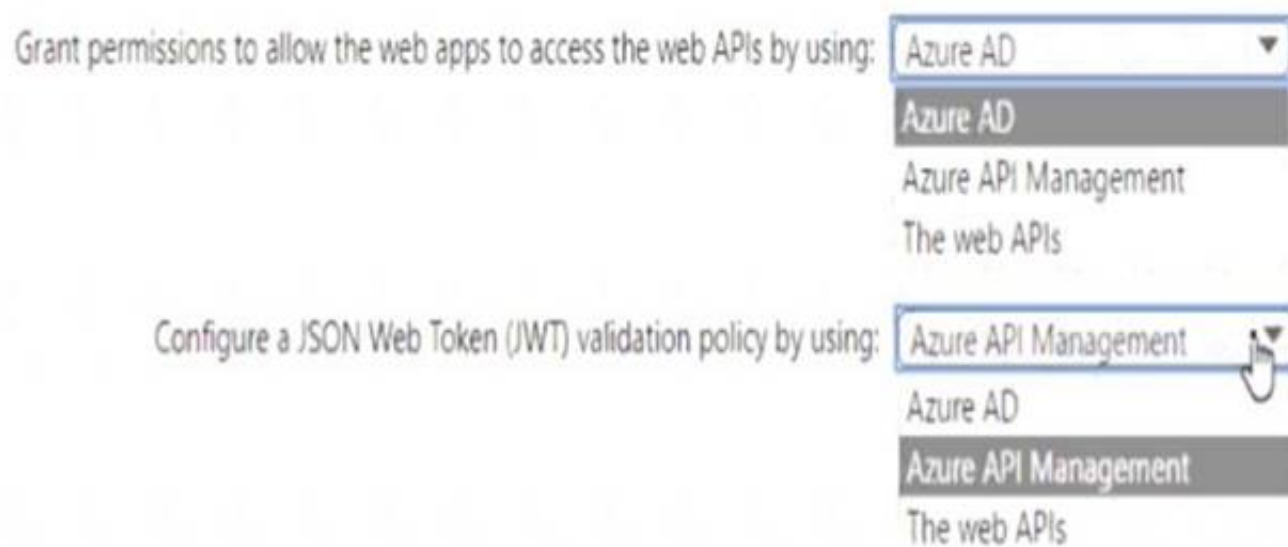 Grant permissions to allow the web apps to access the web APIs by using: Azure AD
Azure AD
Azure API Management
The web APIs
Configure a JSON Web Token (JWT) validation policy by using: Azure API Management
Azure AD
Azure API Management
The web APIs